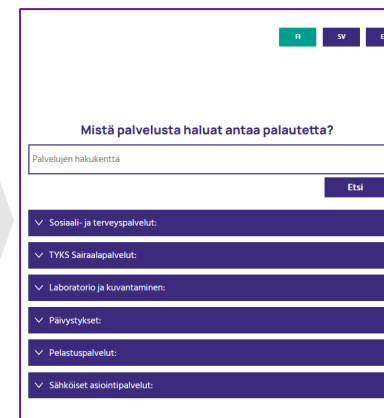 FI SV E
Mistä palvelusta haluat antaa palautetta?
Palvelujen hakukenttä
Etsi
Sosiaali- ja terveyspalvelut:
TYKS Sairaalapalvelut:
Laboratorio ja kuvantaminen:
Päivystykset:
Pelastuspalvelut:
Sähköiset asiointipalvelut: